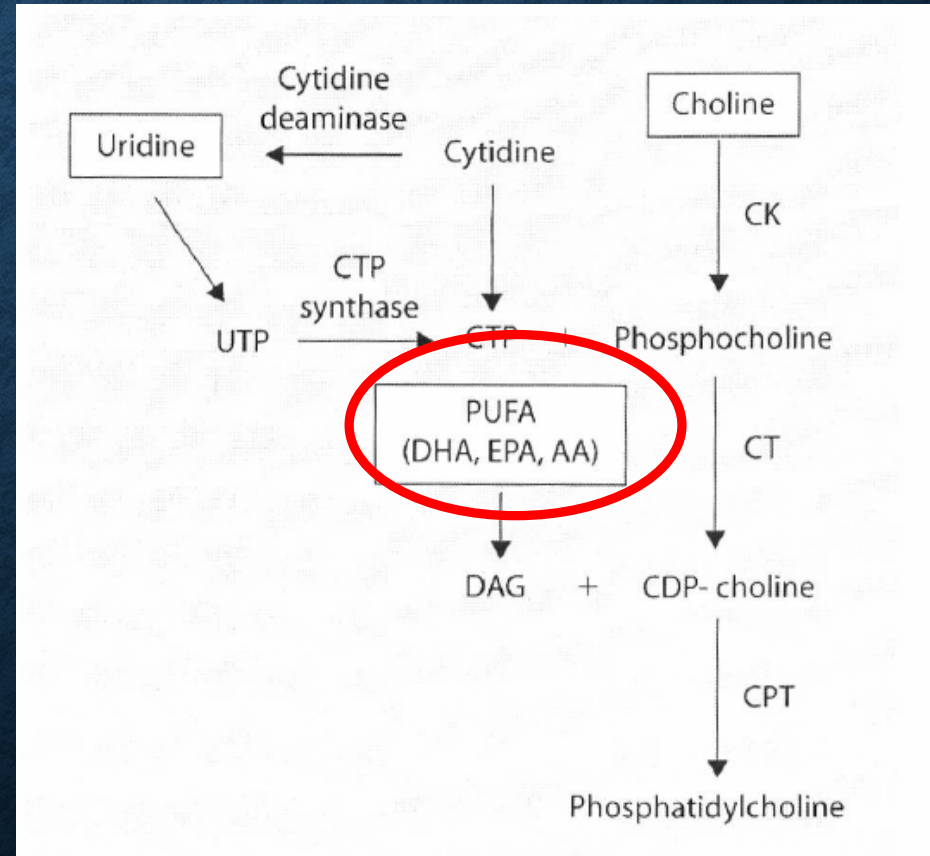 Cytidine
deaminase
Choline
Uridine
Cytidine
CK
CTP
synthase
UTP
CTP + Phosphocholine
PUFA
(DHA, EPA, AA)
CT
DAG + CDP- choline
CPT
Phosphatidylcholine